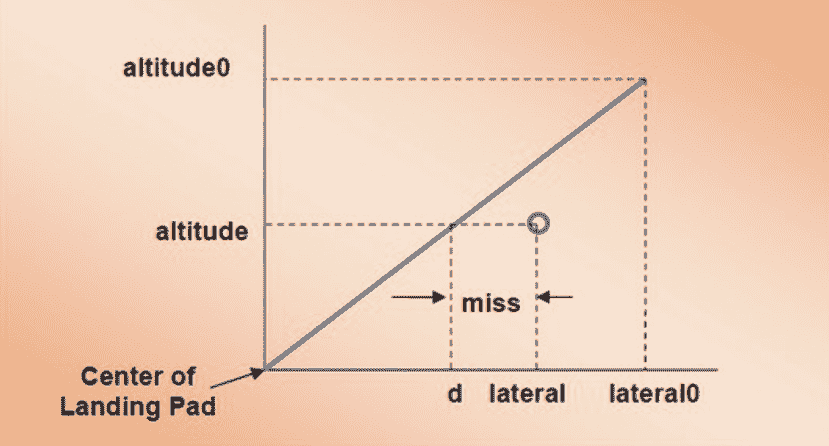 altitude0
altitude
miss
Center of
Landing Pad
d
lateral
lateral0